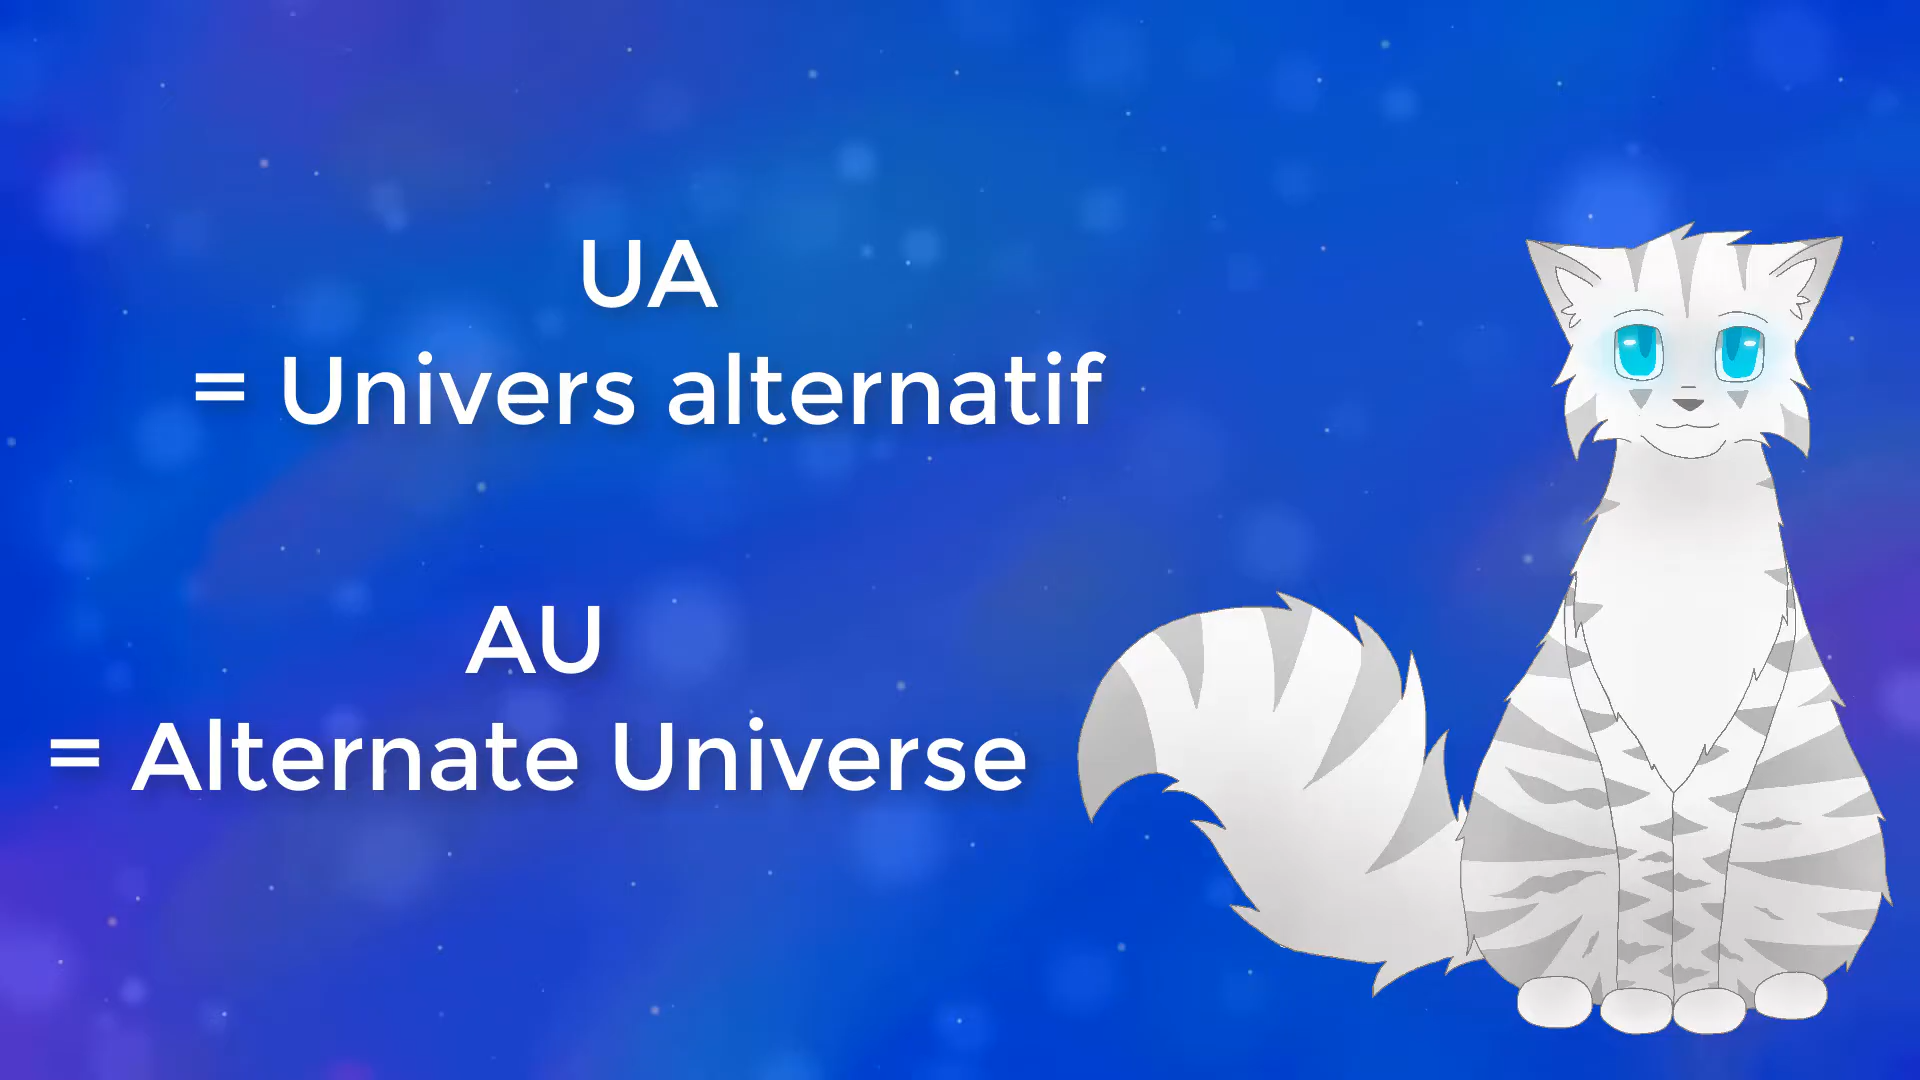 UA
= Univers alternatif
AU
= Alternate Universe